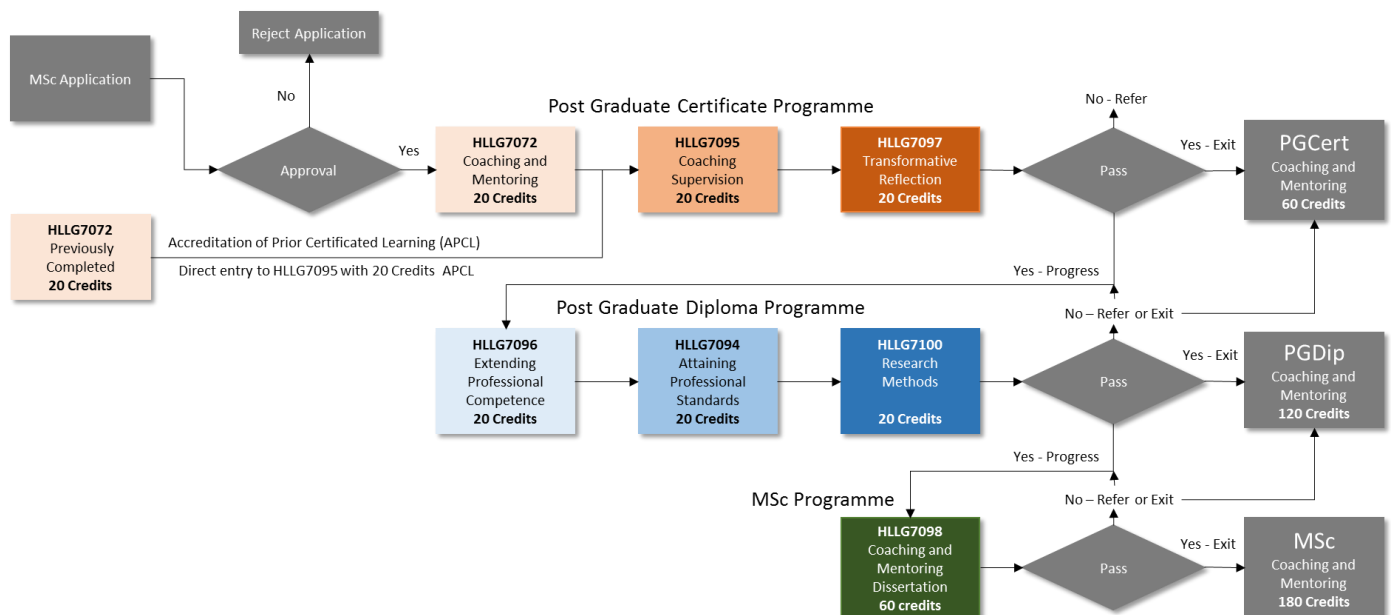 Reject Application
MSc Application
No
Post Graduate Certificate Programme
No - Refer
HLLG7072
Coaching and
Mentoring
20 Credits
HLLG7095
Coaching
Supervision
20 Credits
HLLG7097
Transformative
Reflection
20 Credits
Yes
Approval
Pass
Yes - Exit
PGCert
Coaching and
Mentoring
60 Credits
HLLG7072
Previously
Completed
20 Credits
Accreditation of Prior Certificated Learning (APCL)
Direct entry to HLLG7095 with 20 Credits APCL
Yes - Progress
Post Graduate Diploma Programme
No – Refer or Exit
HLLG7096
Extending
Professional
Competence
20 Credits
HLLG7094
Attaining
Professional
Standards
20 Credits
HLLG7100
Research
Methods
20 Credits
Pass
Yes - Exit
PGDip
Coaching and
Mentoring
120 Credits
Yes - Progress
MSc Programme
No – Refer or Exit
HLLG7098
Coaching and
Mentoring
Dissertation
60 credits
Pass
Yes - Exit
MSc
Coaching and
Mentoring
180 Credits